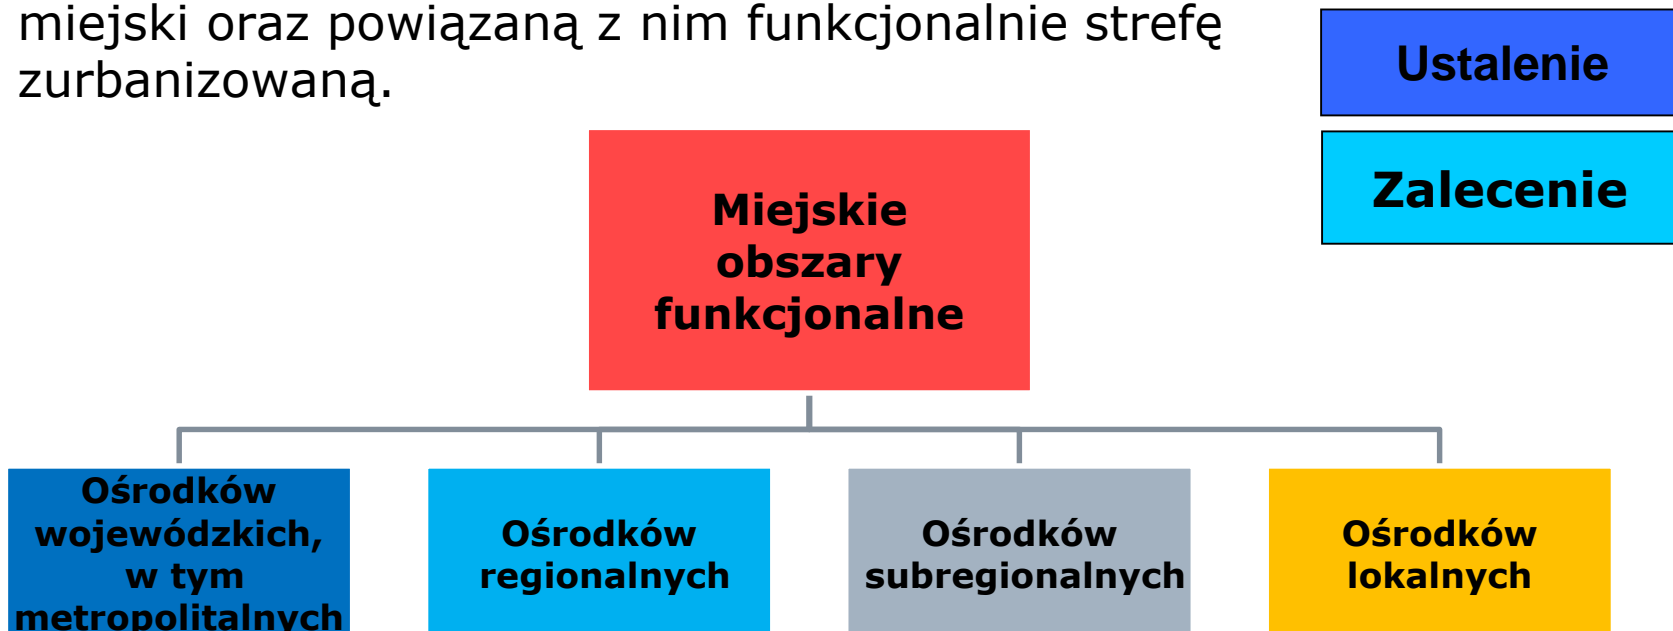 miejski oraz powiązaną z nim funkcjonalnie strefę
zurbanizowaną.
Ustalenie
Zalecenie
Miejskie
obszary
funkcjonalne
Ośrodków
wojewódzkich,
w tym
metropolitalnych
Ośrodków
regionalnych
Ośrodków
subregionalnych
Ośrodków
lokalnych